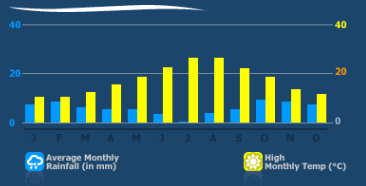 40 40
20 20
0 0
J F M A M J J A S O N D
Average Monthly High
Rainfall (in mm) Monthly Temp (°C)